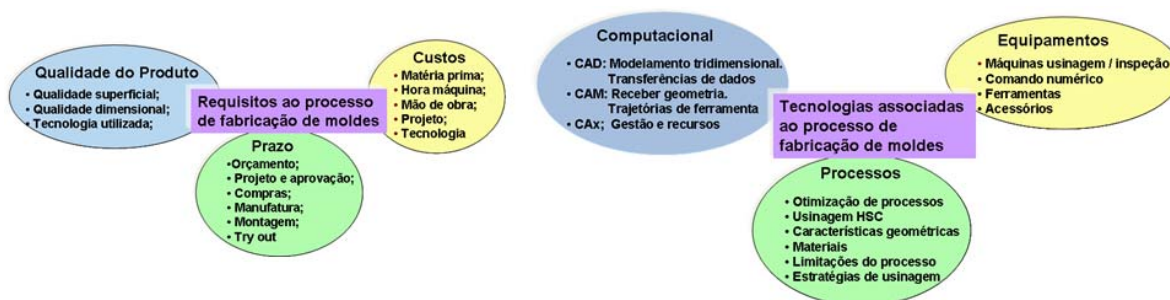 Qualidade do Produto
• Qualidade superficial;
• Qualidade dimensional;
• Tecnologia utilizada;
Requisitos ao processo
de fabricação de moldes
Custos
• Matéria prima;
• Hora máquina;
• Mão de obra;
• Projeto;
• Tecnologia
Prazo
•Orçamento;
• Projeto e aprovação;
• Compras;
• Manufatura;
• Montagem;
• Try out
Computacional
• CAD: Modelamento tridimensional.
Transferências de dados
• CAM: Receber geometria.
Trajetórias de ferramenta
• CAx; Gestão e recursos
Tecnologias associadas
ao processo de
fabricação de moldes
Equipamentos
• Máquinas usinagem / inspeção
• Comando numérico
• Ferramentas
• Acessórios
Processos
• Otimização de processos
• Usinagem HSC
• Características geométricas
• Materiais
• Limitações do processo
• Estratégias de usinagem